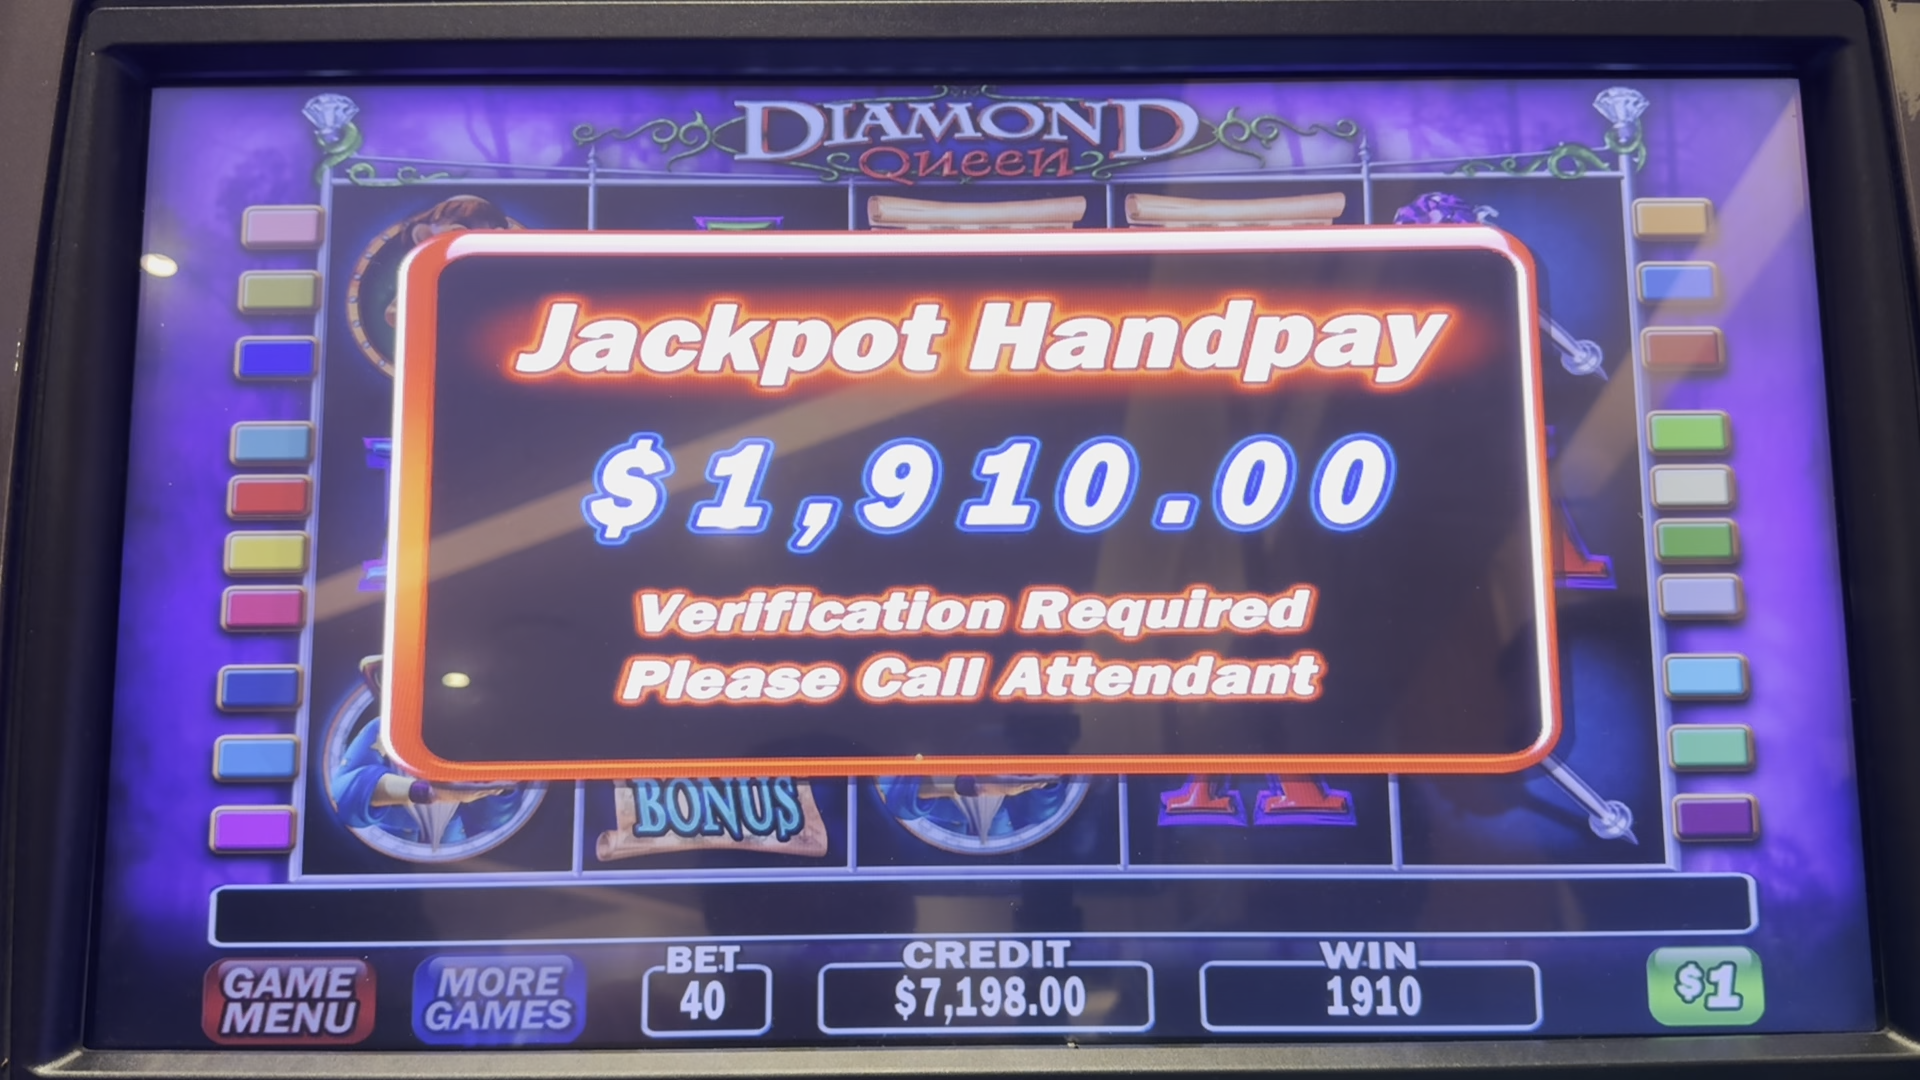 DIAMOND
Queen
Jackpot Handpay
$1,910.00
Verification Required
Please Call Attendant
BONUS
GAME
MENU
MORE
GAMES
BET
40
CREDIT
$7,198.00
WIN
1910
$1